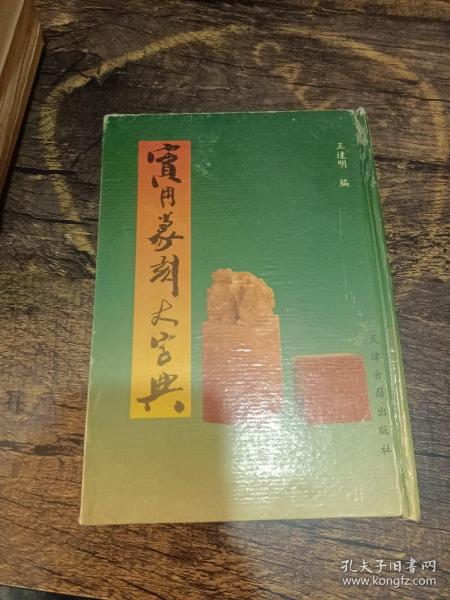 實用篆刻大字典
王達明 編
天津古籍出版社
孔夫子旧书网
www.kongfz.com